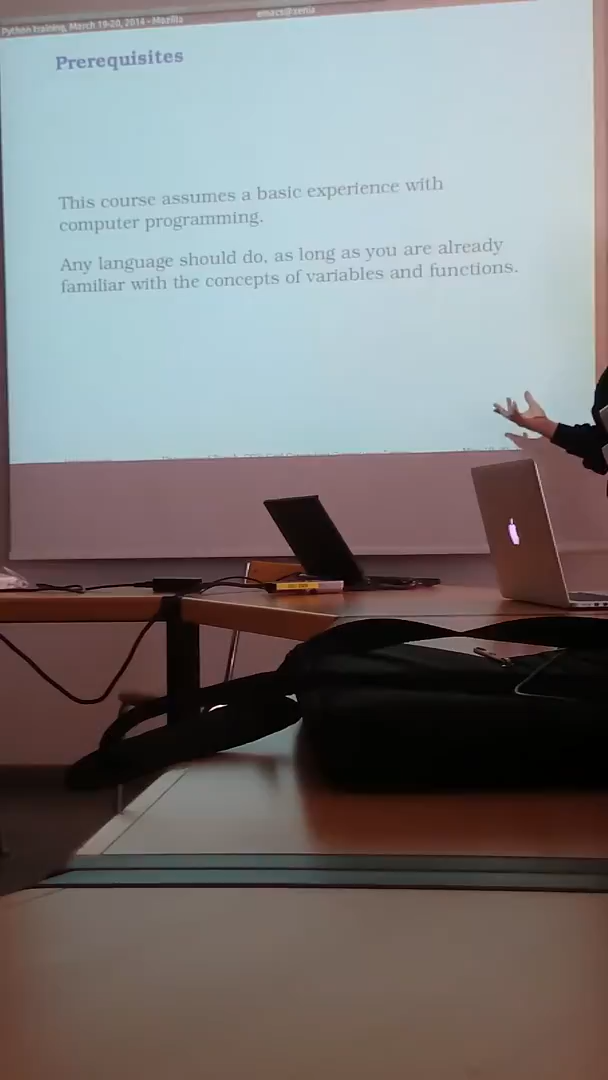 Python training, March 19-20, 2014 - Mozilla
emacs@xenia
Prerequisites
This course assumes a basic experience with
computer programming.
Any language should do, as long as you are already
familiar with the concepts of variables and functions.